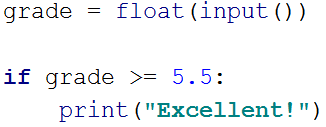 grade = float(input())
if grade >= 5.5:
    print("Excellent!")